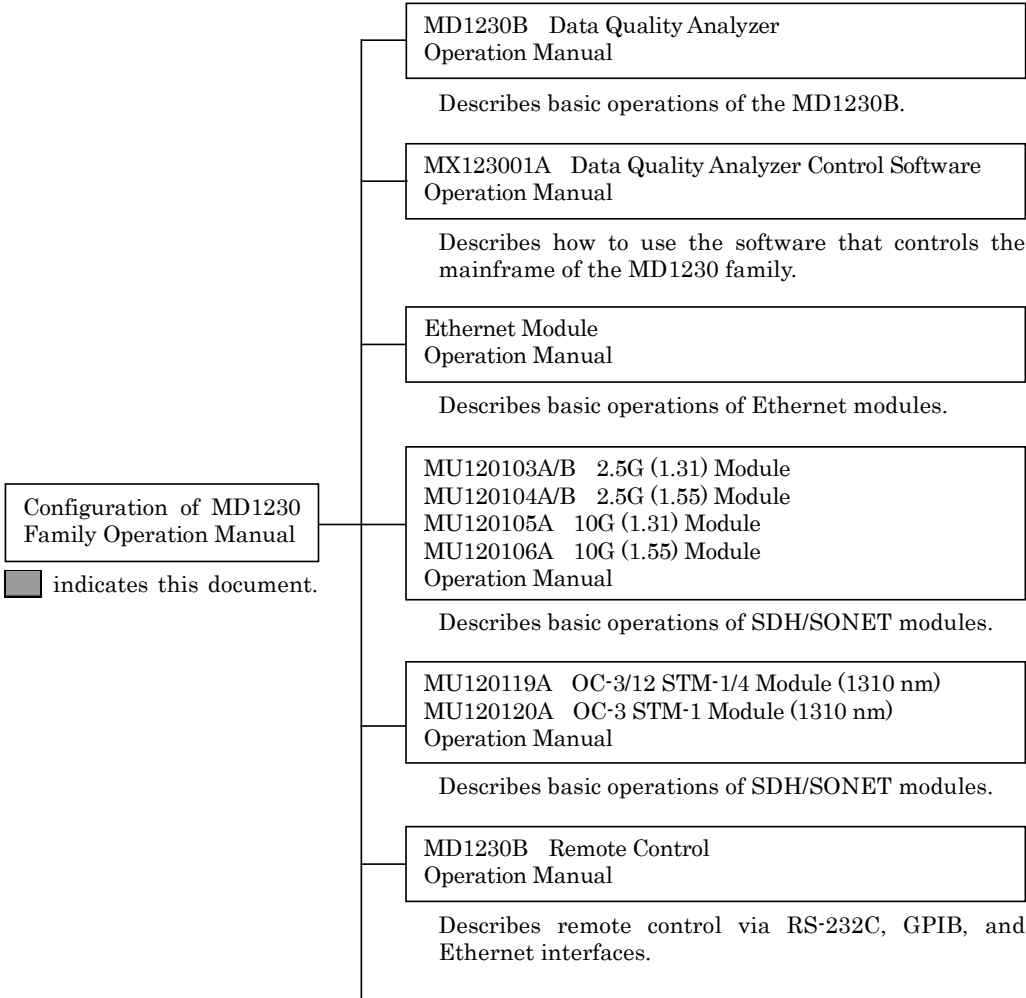 MD1230B Data Quality Analyzer
Operation Manual
Describes basic operations of the MD1230B.
MX123001A Data Quality Analyzer Control Software
Operation Manual
Describes how to use the software that controls the
mainframe of the MD1230 family.
Ethernet Module
Operation Manual
Describes basic operations of Ethernet modules.
Configuration of MD1230
Family Operation Manual
indicates this document.
MU120103A/B 2.5G (1.31) Module
MU120104A/B 2.5G (1.55) Module
MU120105A 10G (1.31) Module
MU120106A 10G (1.55) Module
Operation Manual
Describes basic operations of SDH/SONET modules.
MU120119A OC-3/12 STM-1/4 Module (1310 nm)
MU120120A OC-3 STM-1 Module (1310 nm)
Operation Manual
Describes basic operations of SDH/SONET modules.
MD1230B Remote Control
Operation Manual
Describes remote control via RS-232C, GPIB, and
Ethernet interfaces.